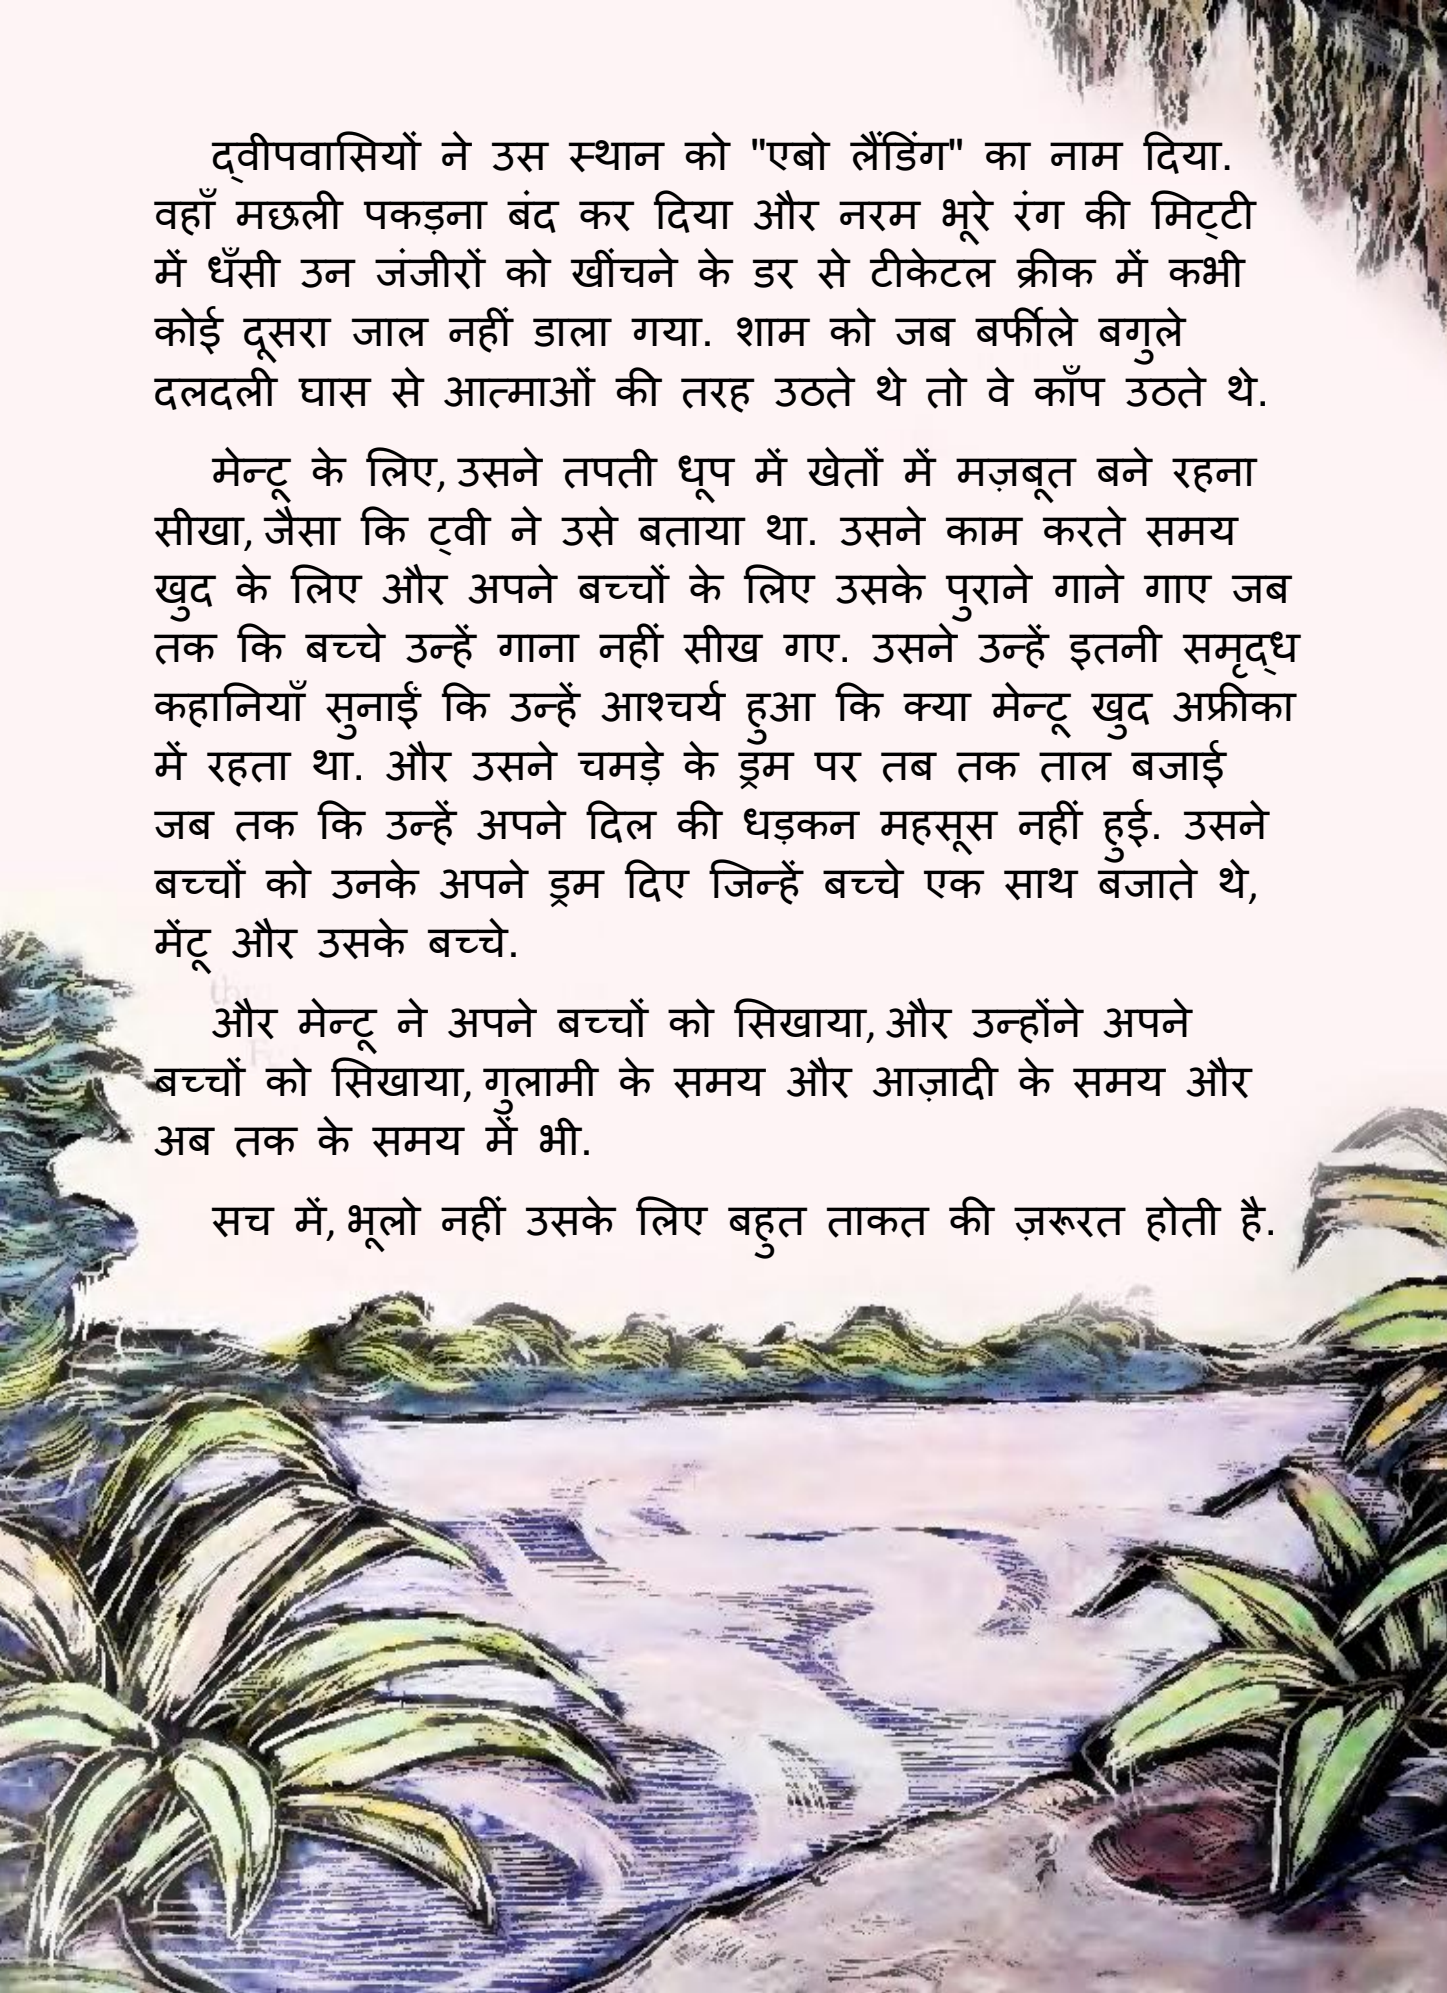 द्वीपवासियों ने उस स्थान को "एबो लैंडिंग" का नाम दिया.
वहाँ मछली पकड़ना बंद कर दिया और नरम भूरे रंग की मिट्टी
में धँसी उन जंजीरों को खींचने के डर से टीकेटल क्रीक में कभी
कोई दूसरा जाल नहीं डाला गया. शाम को जब बर्फीले बगुले
दलदली घास से आत्माओं की तरह उठते थे तो वे काँप उठते थे.
मेन्टू के लिए, उसने तपती धूप में खेतों में मज़बूत बने रहना
सीखा, जैसा कि ट्वी ने उसे बताया था. उसने काम करते समय
खुद के लिए और अपने बच्चों के लिए उसके पुराने गाने गाए जब
तक कि बच्चे उन्हें गाना नहीं सीख गए. उसने उन्हें इतनी समृद्ध
कहानियाँ सुनाईं कि उन्हें आश्चर्य हुआ कि क्या मेन्टू खुद अफ्रीका
में रहता था. और उसने चमड़े के ड्रम पर तब तक ताल बजाई
जब तक कि उन्हें अपने दिल की धड़कन महसूस नहीं हुई. उसने
बच्चों को उनके अपने ड्रम दिए जिन्हें बच्चे एक साथ बजाते थे,
मेंटू और उसके बच्चे.
और मेन्टू ने अपने बच्चों को सिखाया, और उन्होंने अपने
बच्चों को सिखाया, गुलामी के समय और आज़ादी के समय और
अब तक के समय में भी.
सच में, भूलो नहीं उसके लिए बहुत ताकत की ज़रूरत होती है.